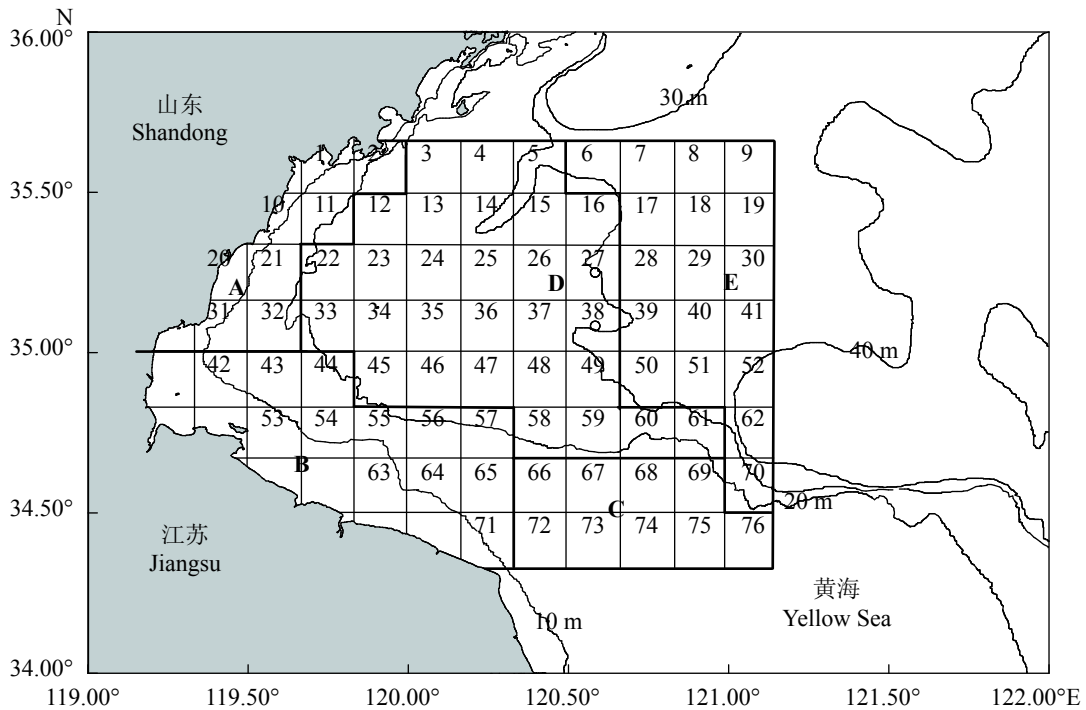 N
36.00°
30 m
山东
Shandong
1 2 3 4 5 6 7 8 9
35.50°
10 11 12 13 14 15 16 17 18 19
20 21 22 23 24 25 26 27 28 29 30
A D E
31 32 33 34 35 36 37 38 39 40 41
35.00°
40 m
42 43 44 45 46 47 48 49 50 51 52
53 54 55 56 57 58 59 60 61 62
B
63 64 65 66 67 68 69 70
34.50°
20 m
C
71 72 73 74 75 76
江苏
Jiangsu
黄海
Yellow Sea
10 m
34.00°
119.00° 119.50° 120.00° 120.50° 121.00° 121.50° 122.00°E